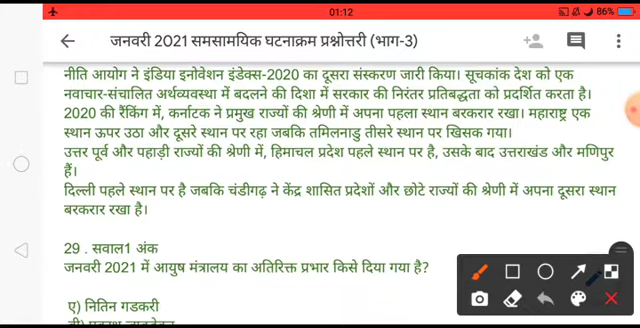 01:12
86%
जनवरी 2021 समसामयिक घटनाक्रम प्रश्नोत्तरी (भाग-3)
नीति आयोग ने इंडिया इनोवेशन इंडेक्स-2020 का दूसरा संस्करण जारी किया। सूचकांक देश को एक
नवाचार-संचालित अर्थव्यवस्था में बदलने की दिशा में सरकार की निरंतर प्रतिबद्धता को प्रदर्शित करता है।
2020 की रैंकिंग में, कर्नाटक ने प्रमुख राज्यों की श्रेणी में अपना पहला स्थान बरकरार रखा। महाराष्ट्र एक
स्थान ऊपर उठा और दूसरे स्थान पर रहा जबकि तमिलनाडु तीसरे स्थान पर खिसक गया।
उत्तर पूर्व और पहाड़ी राज्यों की श्रेणी में, हिमाचल प्रदेश पहले स्थान पर है, उसके बाद उत्तराखंड और मणिपुर
हैं।
दिल्ली पहले स्थान पर है जबकि चंडीगढ़ ने केंद्र शासित प्रदेशों और छोटे राज्यों की श्रेणी में अपना दूसरा स्थान
बरकरार रखा है।
29 . सवाल1 अंक
जनवरी 2021 में आयुष मंत्रालय का अतिरिक्त प्रभार किसे दिया गया है?
ए) नितिन गडकरी